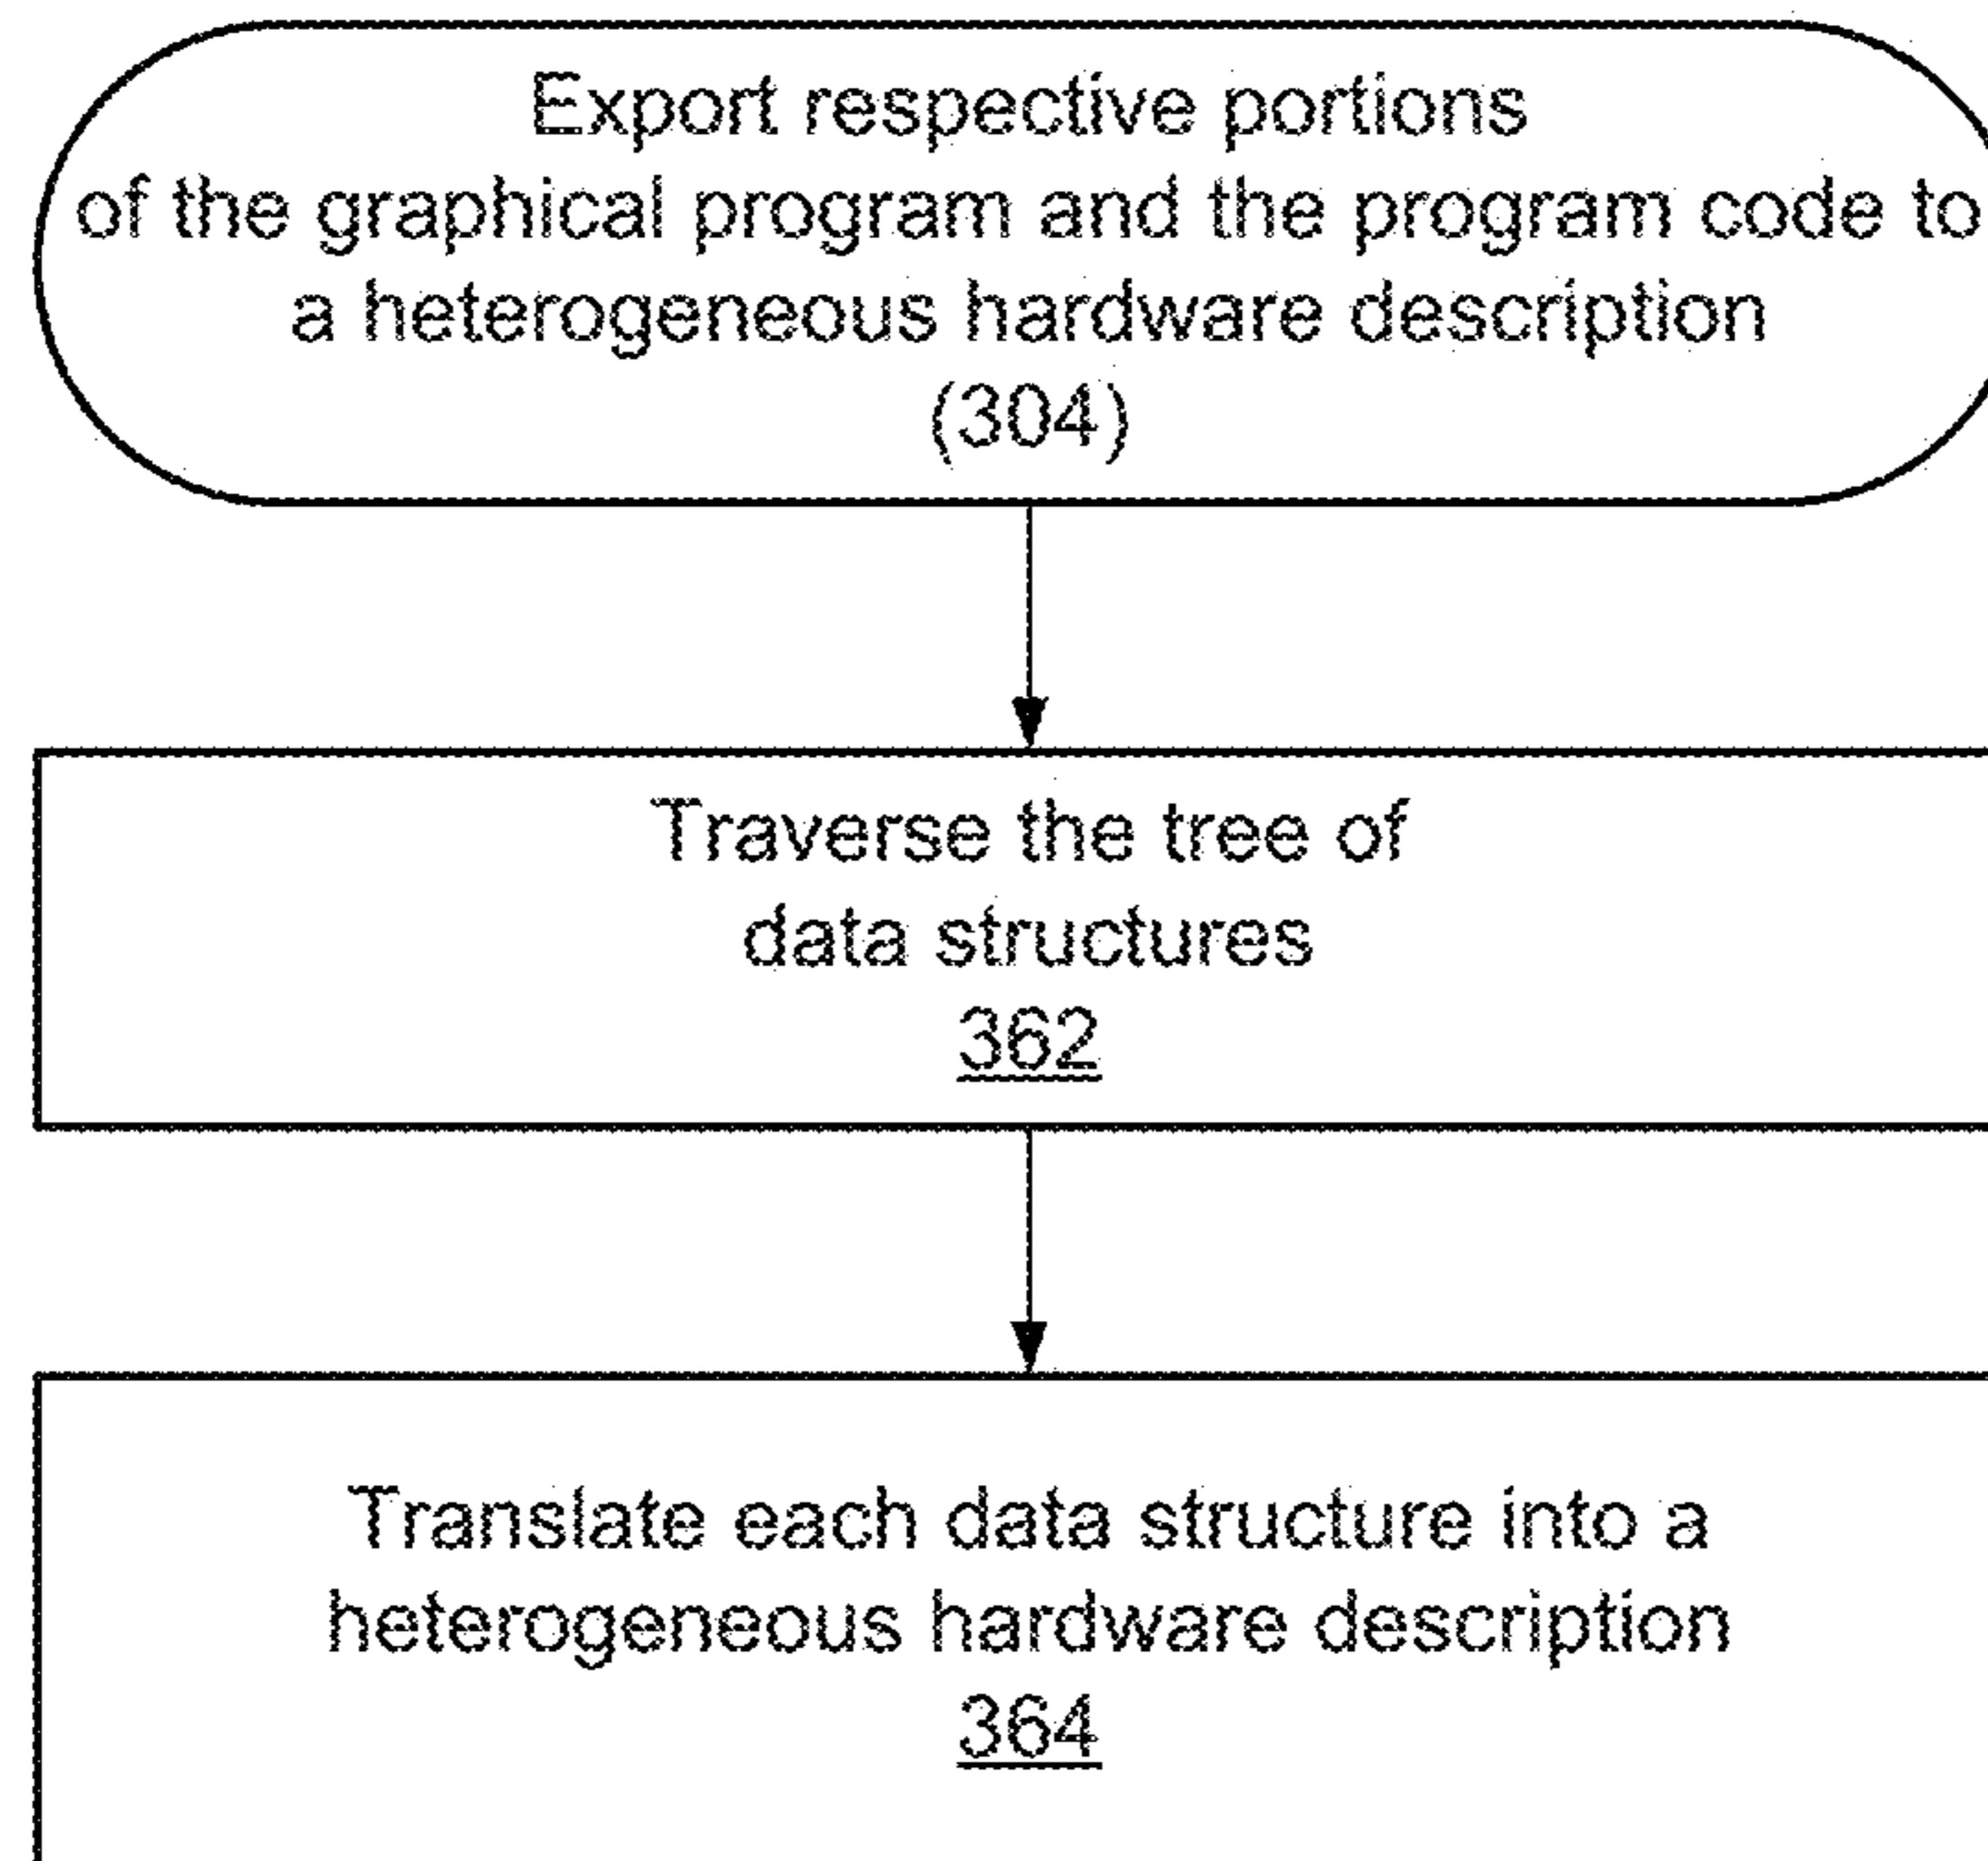 Export respective portions
of the graphical program and the program code to
a heterogeneous hardware description
(304)
Traverse the tree of
data structures
362
Translate each data structure into a
heterogeneous hardware description
364